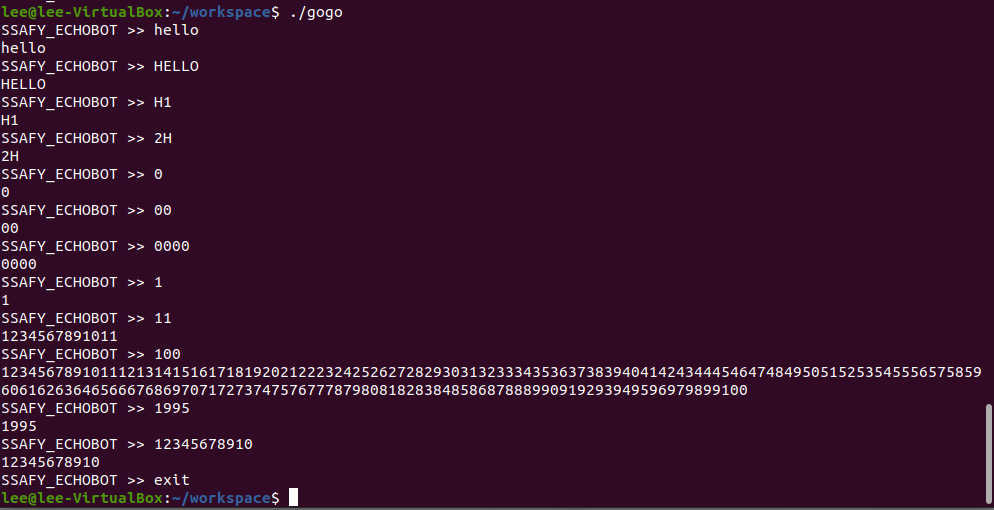 lee@lee-VirtualBox:~/workspace$ ./gogo
SSAFY_ECHOBOT >> hello
hello
SSAFY_ECHOBOT >> HELLO
HELLO
SSAFY_ECHOBOT >> H1
H1
SSAFY_ECHOBOT >> 2H
2H
SSAFY_ECHOBOT >> 0
0
SSAFY_ECHOBOT >> 00
00
SSAFY_ECHOBOT >> 0000
0000
SSAFY_ECHOBOT >> 1
1
SSAFY_ECHOBOT >> 11
1234567891011
SSAFY_ECHOBOT >> 100
1234567891011121314151617181920212223242526272829303132333435363738394041424344454647484950515253545556575859
60616263646566676869707172737475767778798081828384858687888990919293949596979899100
SSAFY_ECHOBOT >> 1995
1995
SSAFY_ECHOBOT >> 12345678910
12345678910
SSAFY_ECHOBOT >> exit
lee@lee-VirtualBox:~/workspace$